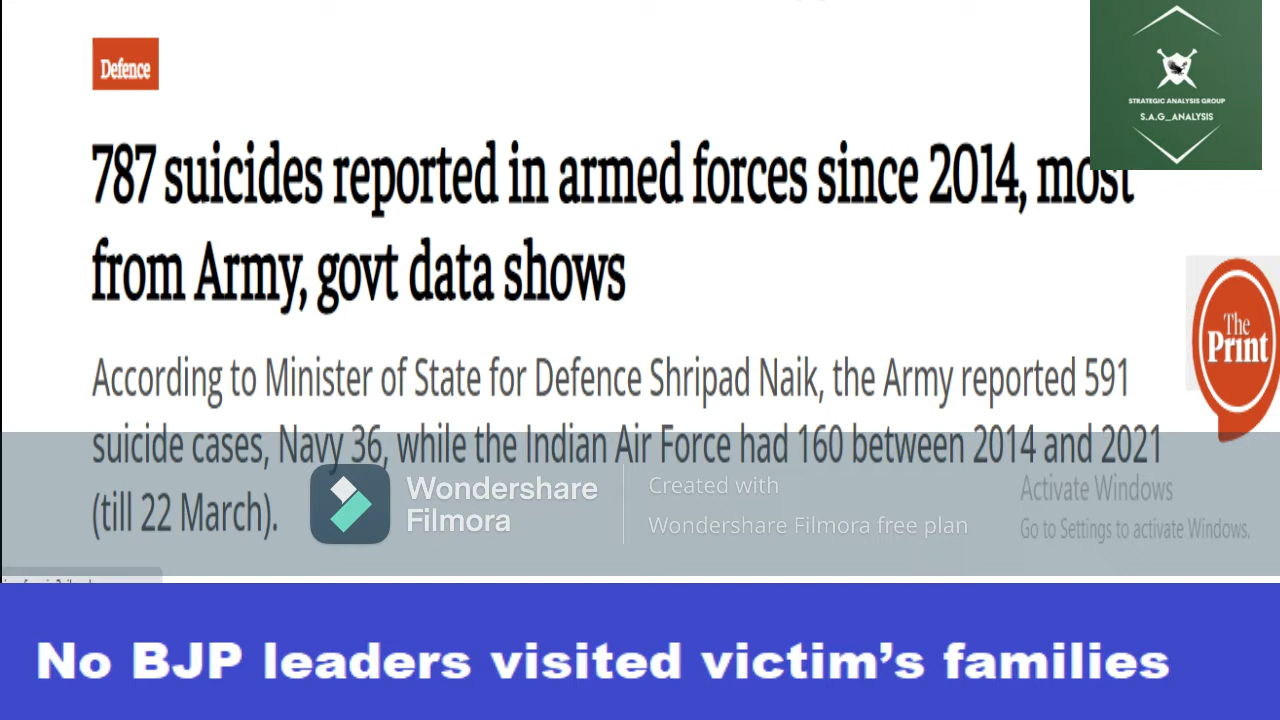 Defence
STRATEGIC ANALYSIS GROUP
S.A.G_ANALYSIS
787 suicides reported in armed forces since 2014, most
from Army, govt data shows
The
Print
According to Minister of State for Defence Shripad Naik, the Army reported 591
suicide cases, Navy 36, while the Indian Air Force had 160 between 2014 and 2021
(till 22 March).
Wondershare
Filmora
Created with
Wondershare Filmora free plan
Activate Windows
Go to Settings to activate Windows.
No BJP leaders visited victim’s families